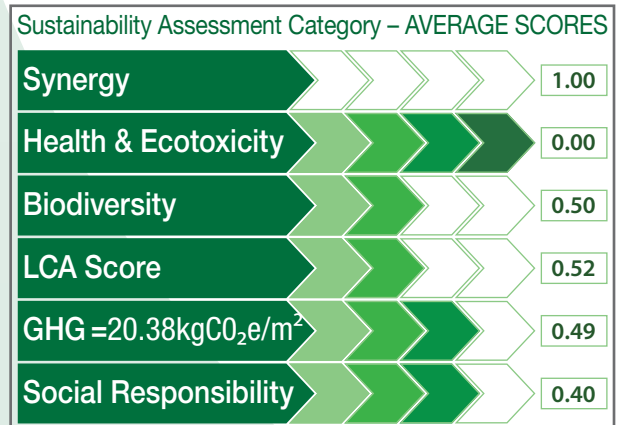 Sustainability Assessment Category – AVERAGE SCORES
Synergy 1.00
Health & Ecotoxicity 0.00
Biodiversity 0.50
LCA Score 0.52
GHG =20.38kgC0₂e/m² 0.49
Social Responsibility 0.40